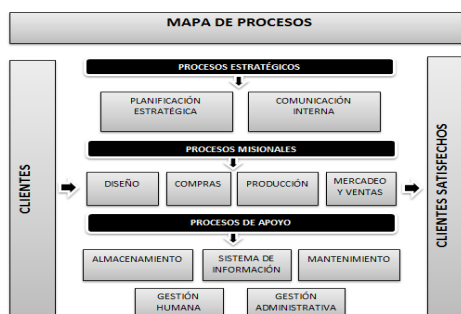 MAPA DE PROCESOS
CLIENTES
PROCESOS ESTRATÉGICOS
PLANIFICACIÓN
ESTRATÉGICA
COMUNICACIÓN
INTERNA
PROCESOS MISIONALES
DISEÑO
COMPRAS
PRODUCCIÓN
MERCADEO
Y VENTAS
PROCESOS DE APOYO
ALMACENAMIENTO
SISTEMA DE
INFORMACIÓN
MANTENIMIENTO
GESTIÓN
HUMANA
GESTIÓN
ADMINISTRATIVA
CLIENTES SATISFECHOS